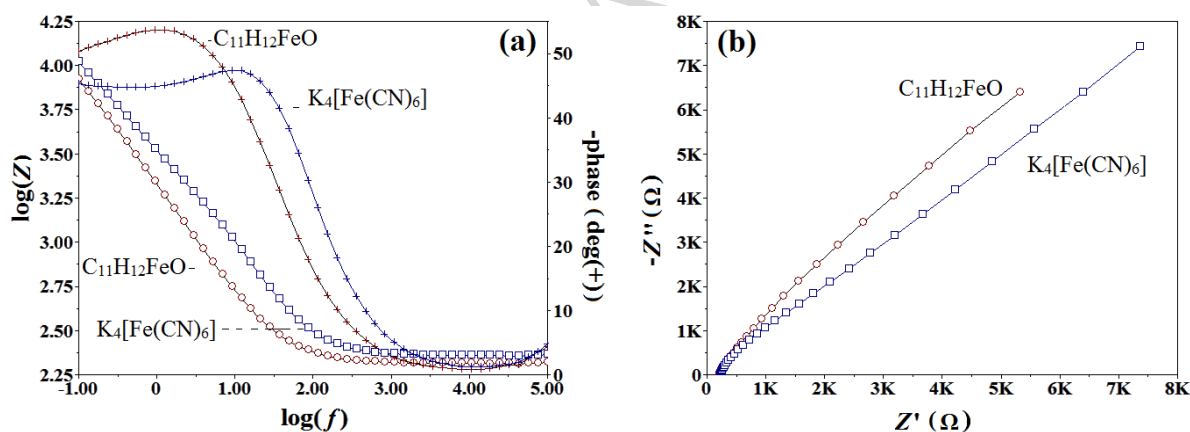 (a)
C₁₁H₁₂FeO
K₄[Fe(CN)₆]
C₁₁H₁₂FeO
K₄[Fe(CN)₆]
log(Z)
4.25
4.00
3.75
3.50
3.25
3.00
2.75
2.50
2.25
-1.00 0 1.00 2.00 3.00 4.00 5.00
log(f)
50
40
30
20
10
0
-phase ( deg(+))
(b)
C₁₁H₁₂FeO
K₄[Fe(CN)₆]
-Z'' (Ω)
8K
7K
6K
5K
4K
3K
2K
1K
0
0 1K 2K 3K 4K 5K 6K 7K 8K
Z' (Ω)